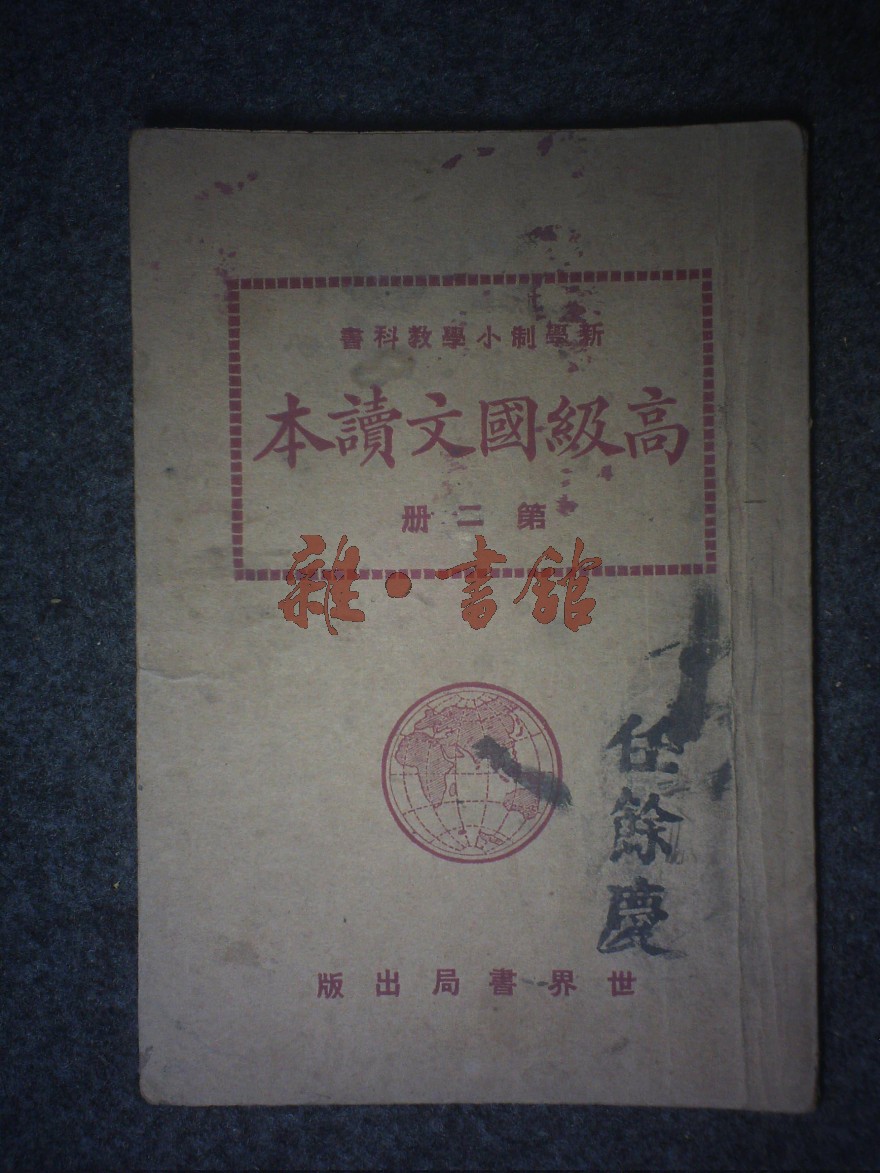 新學制小學教科書
高級國文讀本
第二册
雜·書館
任餘慶
世界書局出版